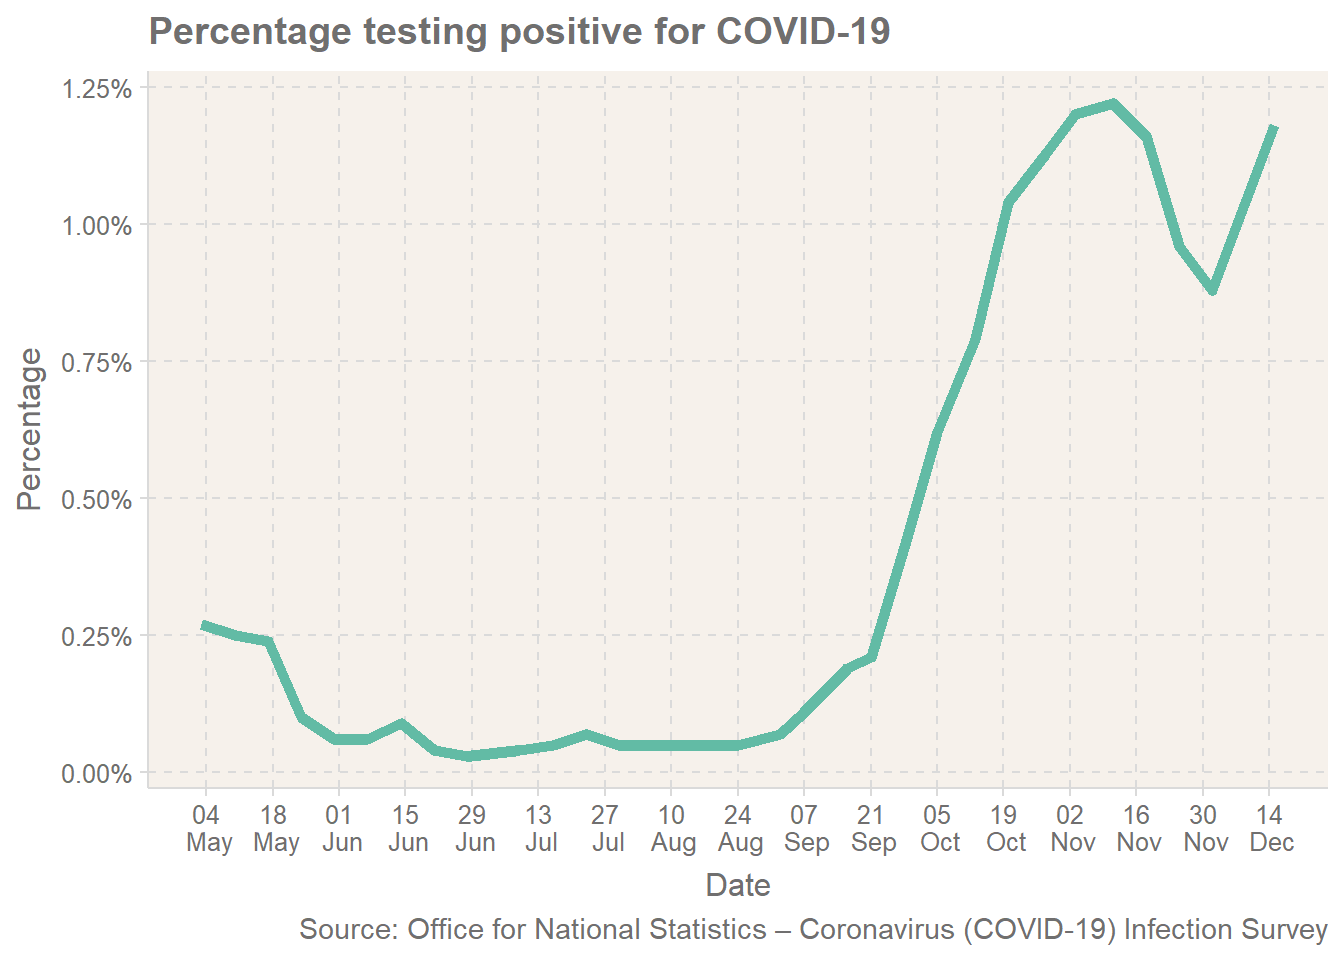 Percentage testing positive for COVID-19
1.25%
1.00%
0.75%
0.50%
0.25%
0.00%
Percentage
04 18 01 15 29 13 27 10 24 07 21 05 19 02 16 30 14
May May Jun Jun Jun Jul Jul Aug Aug Sep Sep Oct Oct Nov Nov Nov Dec
Date
Source: Office for National Statistics – Coronavirus (COVID-19) Infection Survey